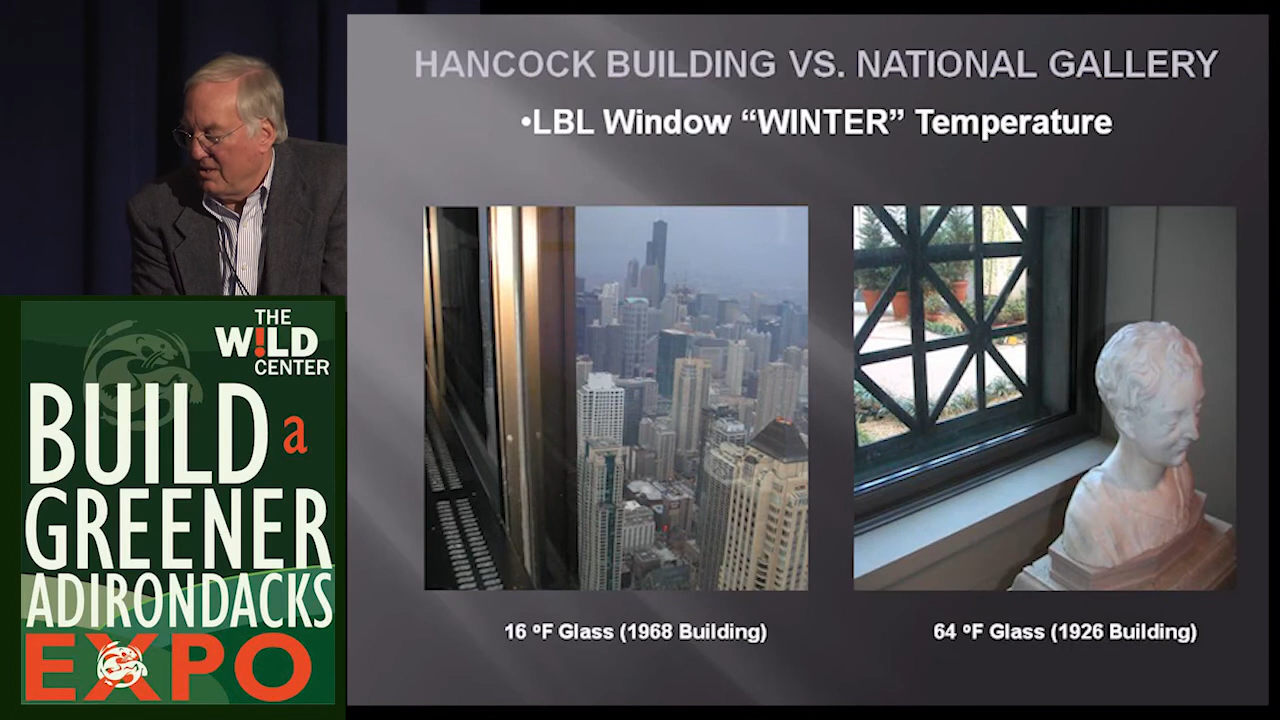 HANCOCK BUILDING VS. NATIONAL GALLERY
•LBL Window “WINTER” Temperature
16 ºF Glass (1968 Building)
64 ºF Glass (1926 Building)
THE
W!LD
CENTER
BUILD a
GREENER
ADIRONDACKS
EXPO